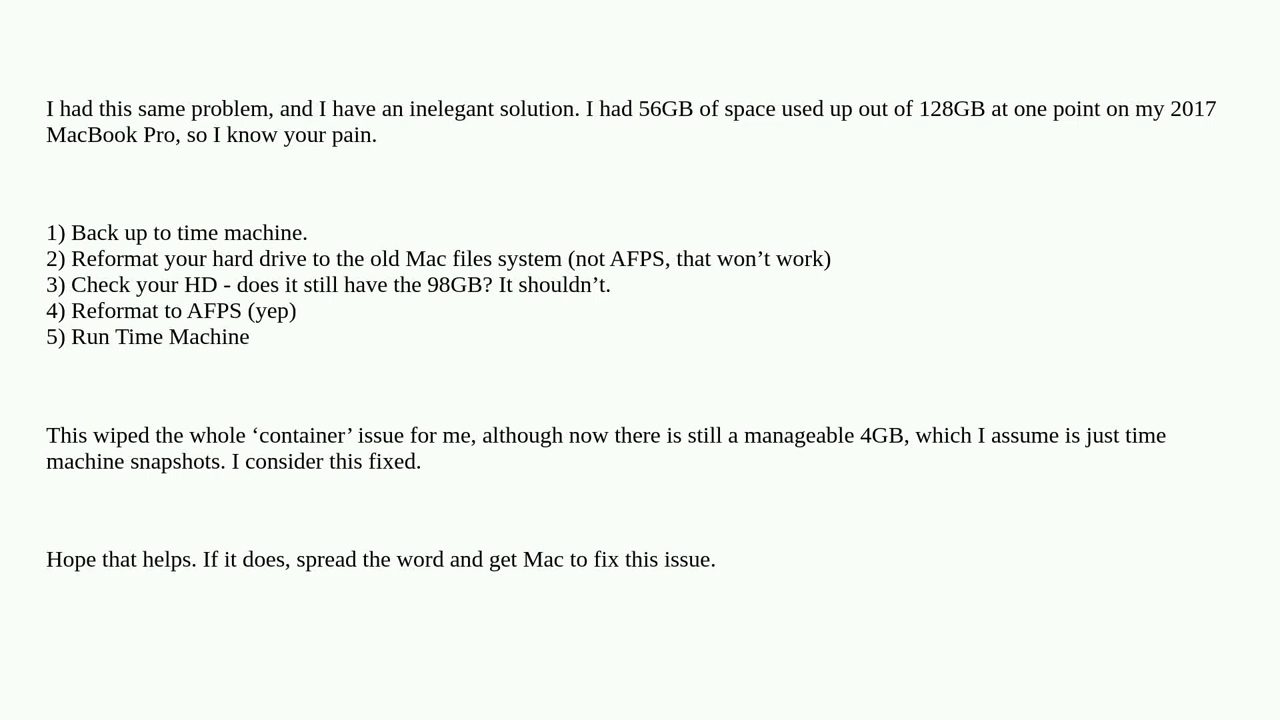 I had this same problem, and I have an inelegant solution. I had 56GB of space used up out of 128GB at one point on my 2017
MacBook Pro, so I know your pain.
1) Back up to time machine.
2) Reformat your hard drive to the old Mac files system (not AFPS, that won’t work)
3) Check your HD - does it still have the 98GB? It shouldn’t.
4) Reformat to AFPS (yep)
5) Run Time Machine
This wiped the whole ‘container’ issue for me, although now there is still a manageable 4GB, which I assume is just time
machine snapshots. I consider this fixed.
Hope that helps. If it does, spread the word and get Mac to fix this issue.